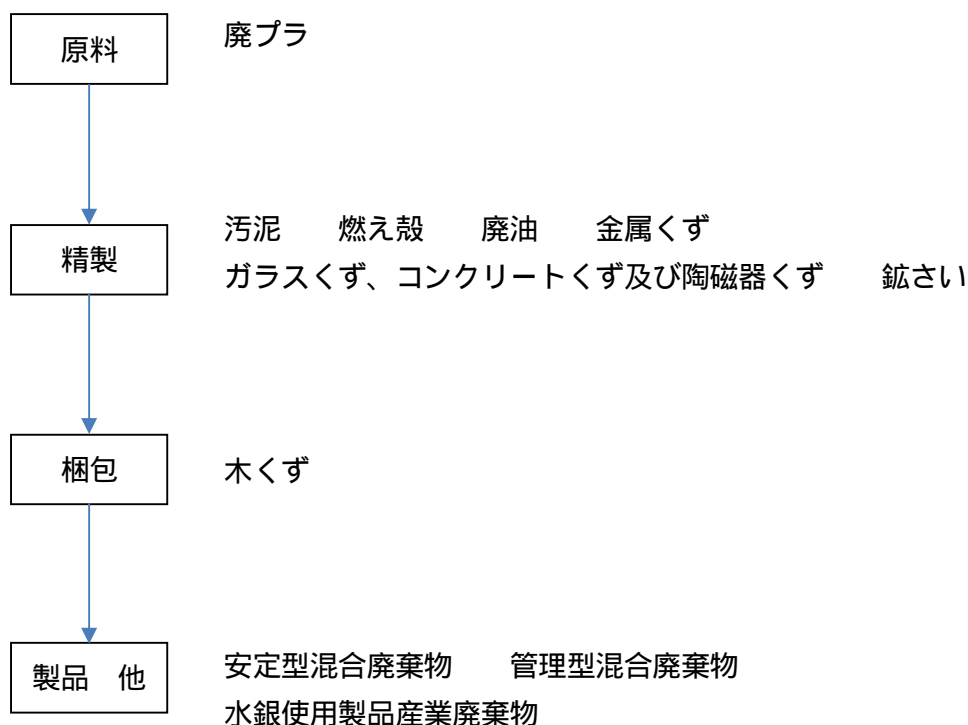 原料　廃プラ
精製　汚泥　　燃え殻　　廃油　　金属くず
ガラスくず、コンクリートくず及び陶磁器くず　　鉱さい
梱包　木くず
製品　他　安定型混合廃棄物　　管理型混合廃棄物
水銀使用製品産業廃棄物